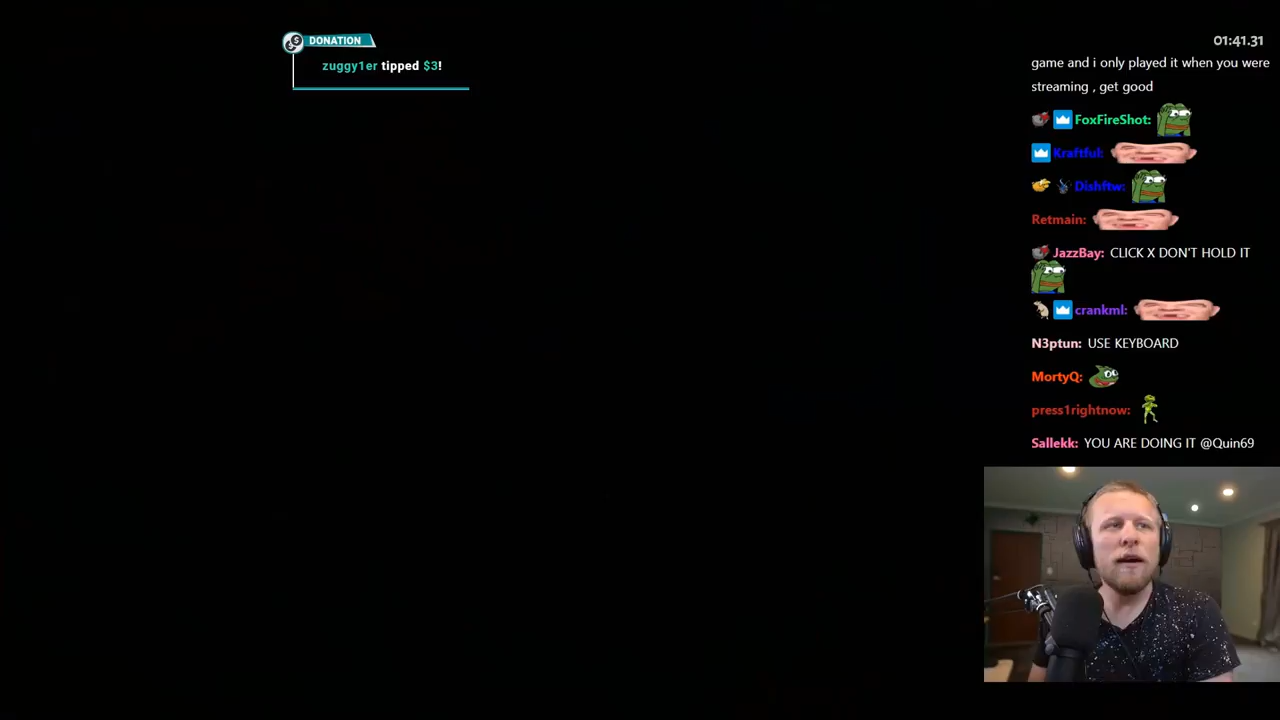 DONATION
zuggy1er tipped $3!
01:41.31
game and i only played it when you were
streaming , get good
FoxFireShot:
Kraftful:
Dishftw:
Retmain:
JazzBay: CLICK X DON'T HOLD IT
crankml:
N3ptun: USE KEYBOARD
MortyQ:
press1rightnow:
Sallekk: YOU ARE DOING IT @Quin69